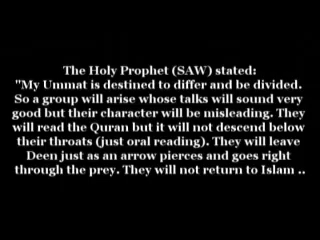 The Holy Prophet (SAW) stated:
"My Ummat is destined to differ and be divided.
So a group will arise whose talks will sound very
good but their character will be misleading. They
will read the Quran but it will not descend below
their throats (just oral reading). They will leave
Deen just as an arrow pierces and goes right
through the prey. They will not return to Islam ..